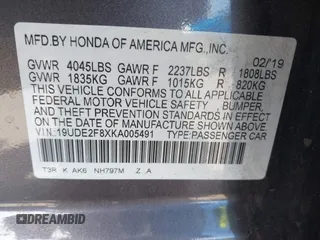 MFD. BY HONDA OF AMERICA MFG., INC. 02/19
GVWR 4045LBS GAWR F 2237LBS R 1808LBS
GVWR 1835KG GAWR F 1015KG R 820KG
THIS VEHICLE CONFORMS TO ALL APPLICABLE
FEDERAL MOTOR VEHICLE SAFETY, BUMPER,
AND THEFT PREVENTION STANDARDS IN EFFECT
ON THE DATE OF MANUFACTURE SHOWN ABOVE.
V.I.N.:19UDE2F8XKA005491 TYPE:PASSENGER CAR
T3R K AK6 NH797M Z A
DREAMBID